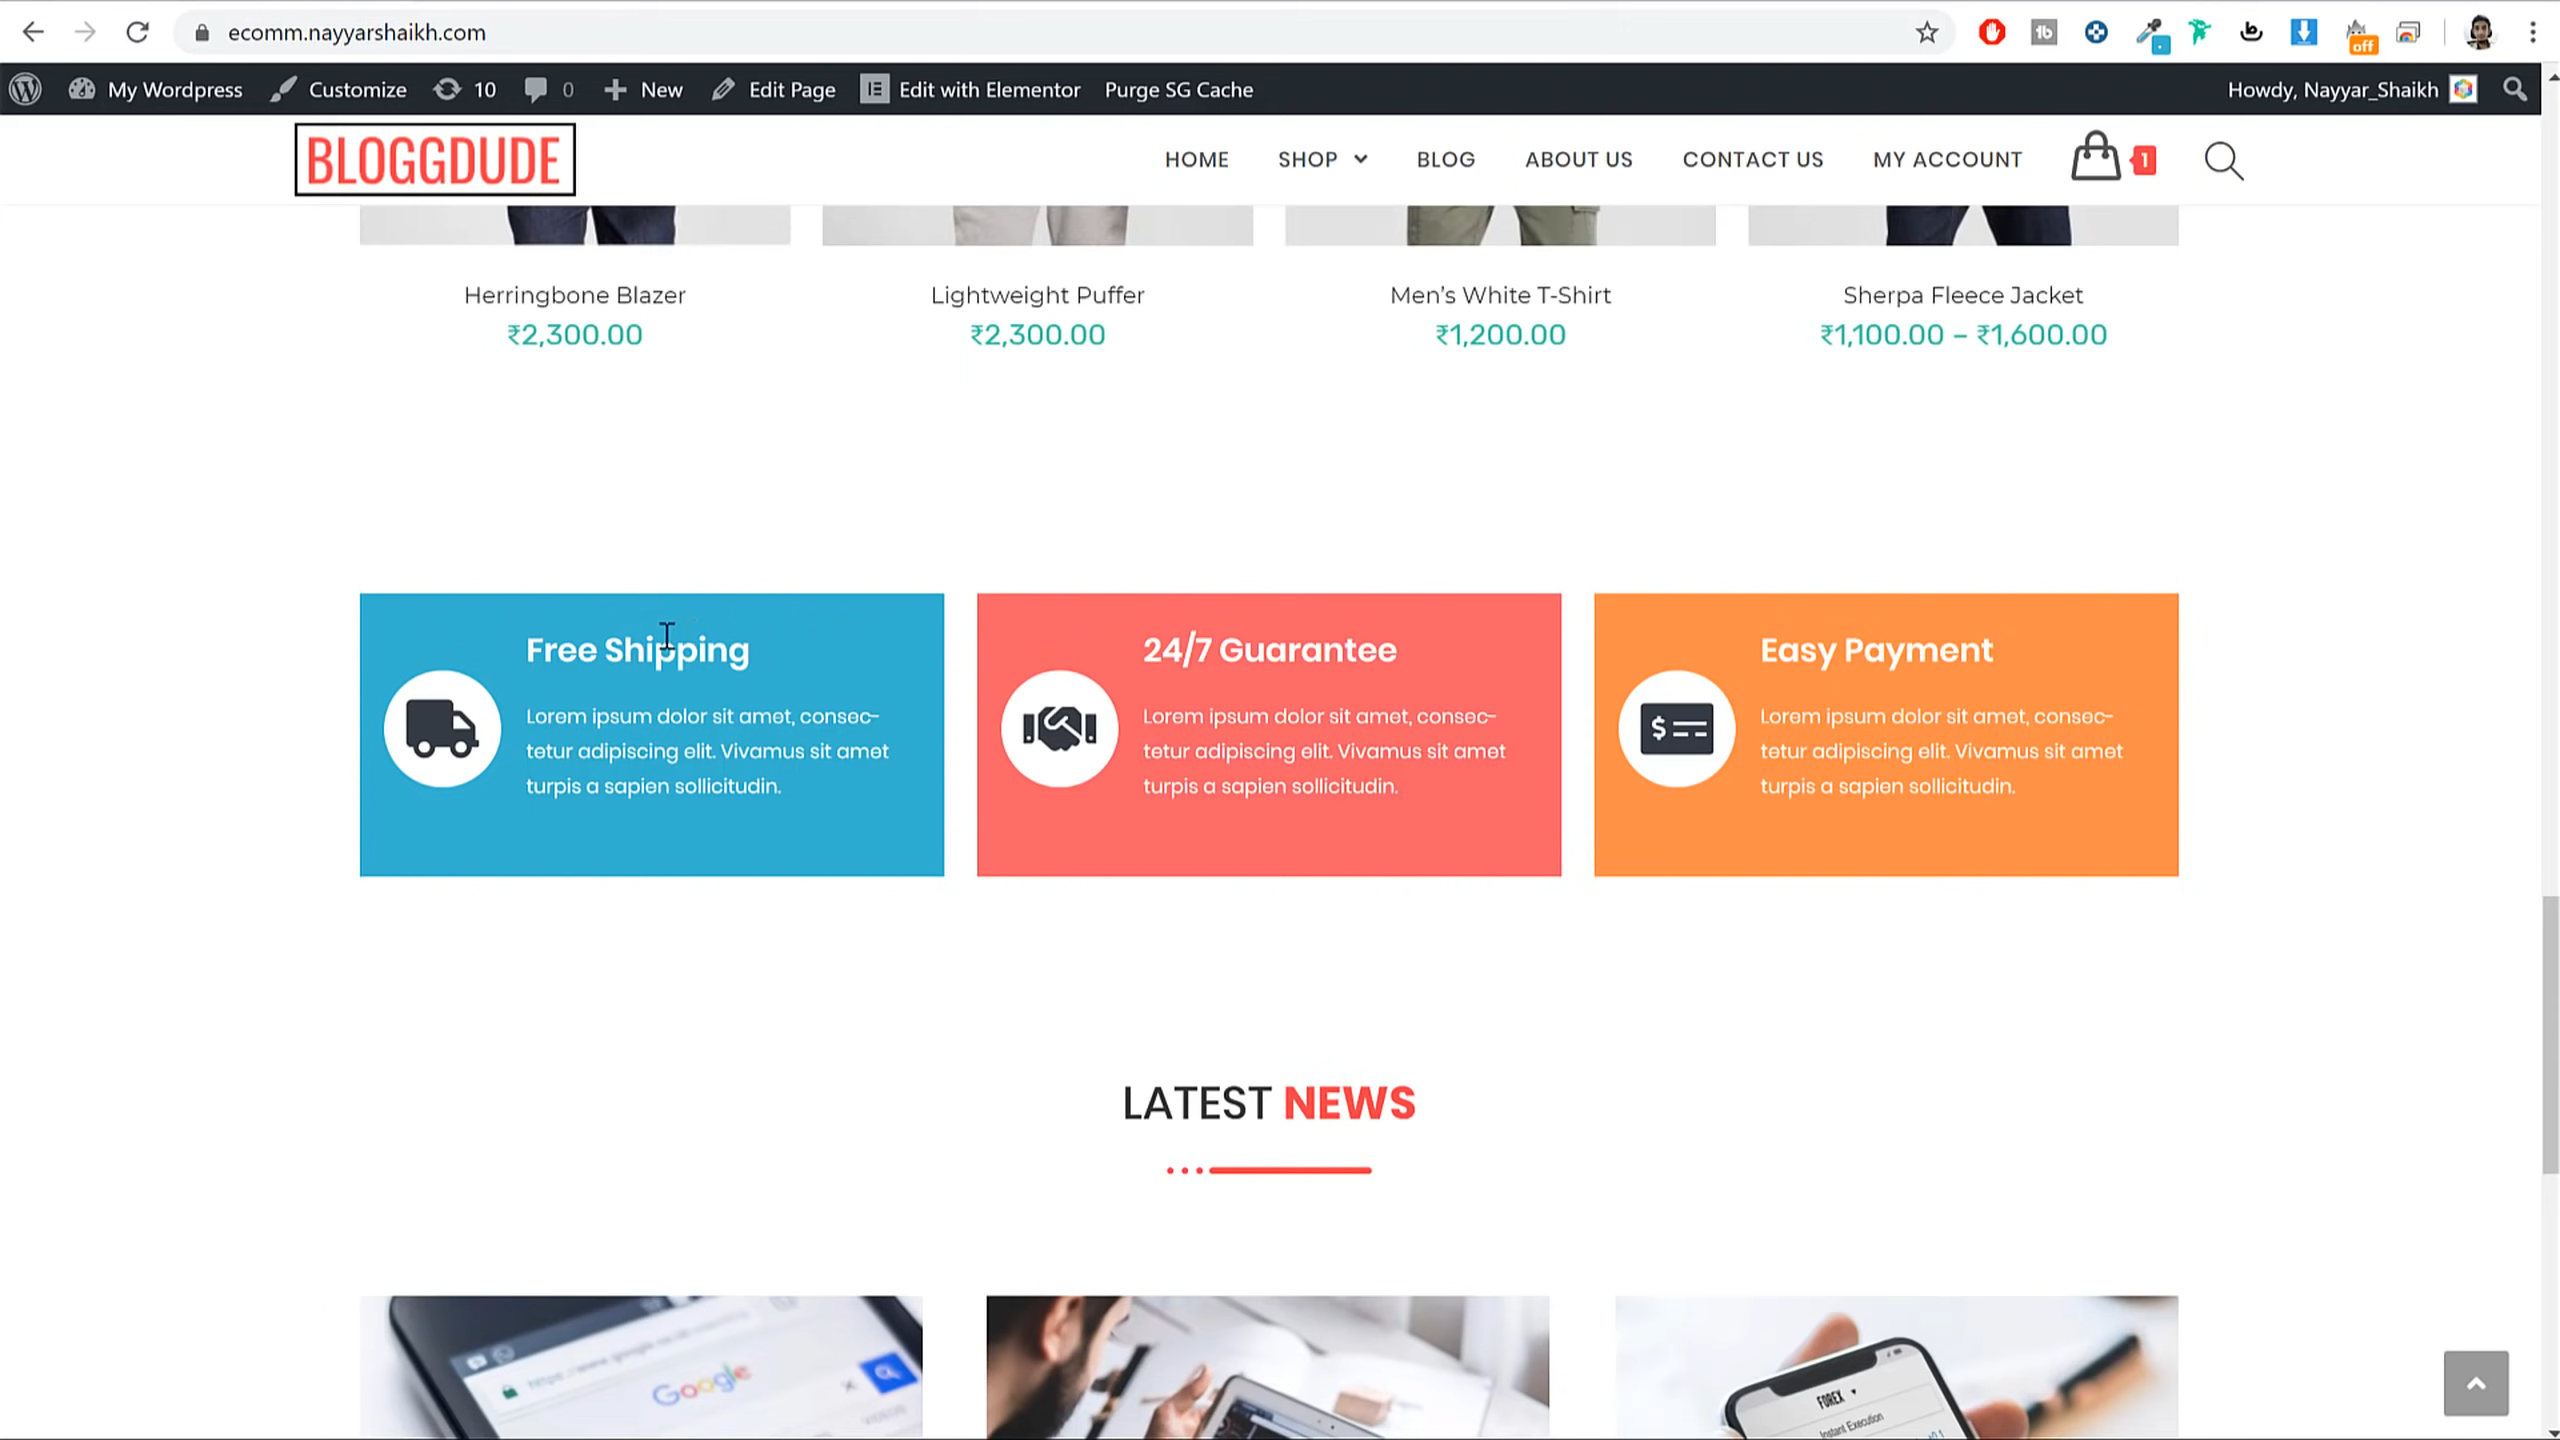 ecomm.nayyarshaikh.com
My Wordpress Customize 10 0 New Edit Page Edit with Elementor Purge SG Cache Howdy, Nayyar_Shaikh
off
BLOGGDUDE
HOME SHOP BLOG ABOUT US CONTACT US MY ACCOUNT 1
Herringbone Blazer
₹2,300.00
Lightweight Puffer
₹2,300.00
Men’s White T-Shirt
₹1,200.00
Sherpa Fleece Jacket
₹1,100.00 – ₹1,600.00
Free Shipping
Lorem ipsum dolor sit amet, consec-
tetur adipiscing elit. Vivamus sit amet
turpis a sapien sollicitudin.
24/7 Guarantee
Lorem ipsum dolor sit amet, consec-
tetur adipiscing elit. Vivamus sit amet
turpis a sapien sollicitudin.
Easy Payment
Lorem ipsum dolor sit amet, consec-
tetur adipiscing elit. Vivamus sit amet
turpis a sapien sollicitudin.
LATEST NEWS
Google
FOREX
Instant Execution